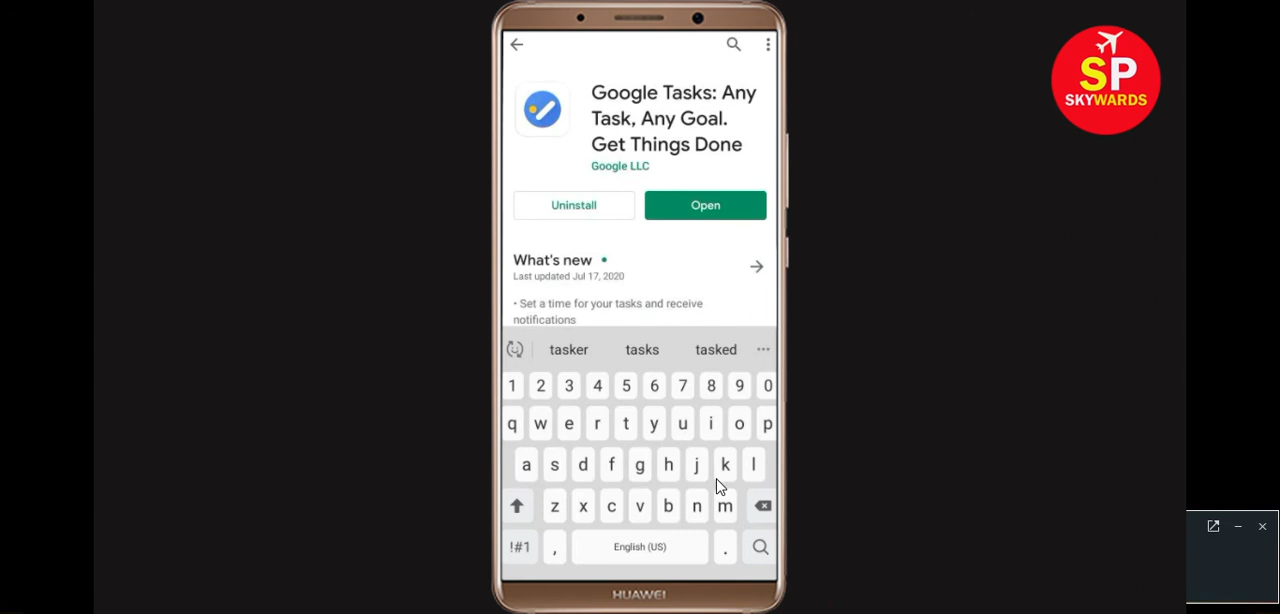 SP
SKYWARDS
Google Tasks: Any
Task, Any Goal.
Get Things Done
Google LLC
Uninstall Open
What's new
Last updated Jul 17, 2020
• Set a time for your tasks and receive
notifications
tasker tasks tasked ...
1 2 3 4 5 6 7 8 9 0
q w e r t y u i o p
a s d f g h j k l
z x c v b n m
!#1 , English (US) .
HUAWEI